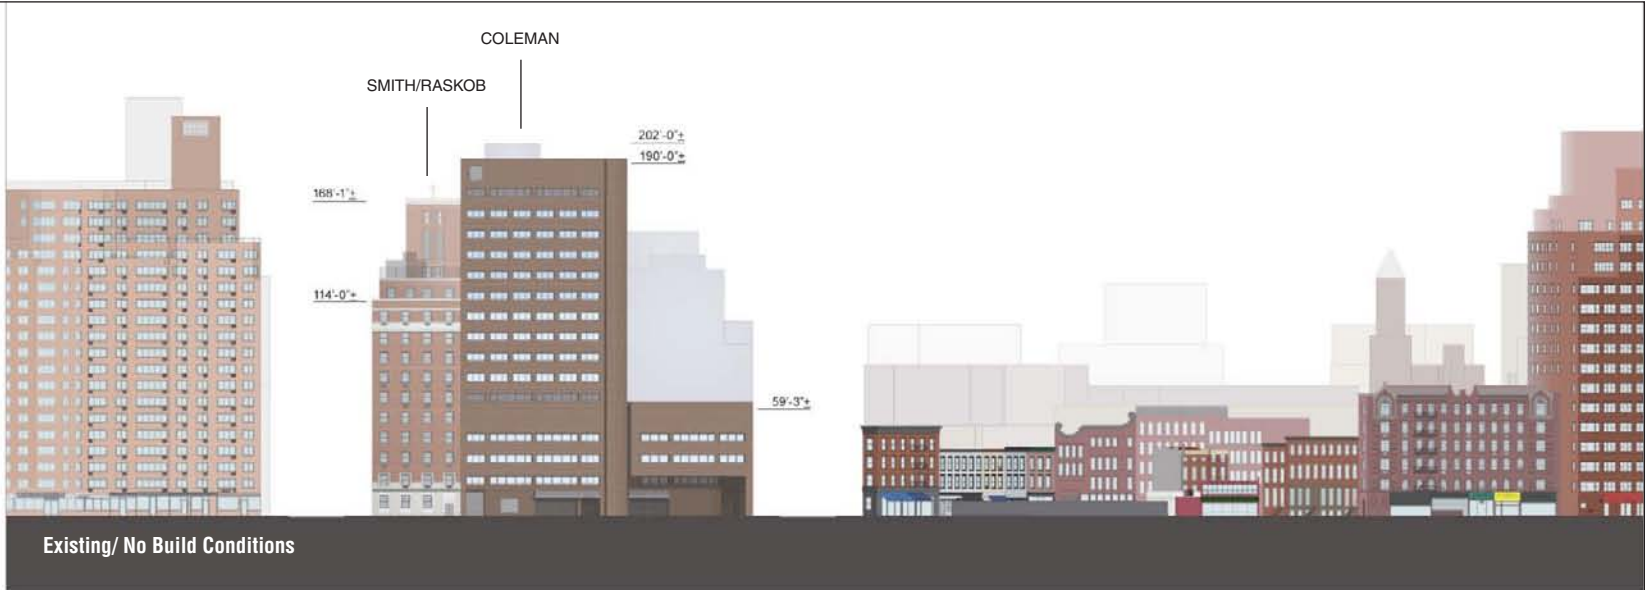 COLEMAN
SMITH/RASKOB
202'-0"±
190'-0"±
168'-1"±
114'-0"±
59'-3"±
Existing/ No Build Conditions